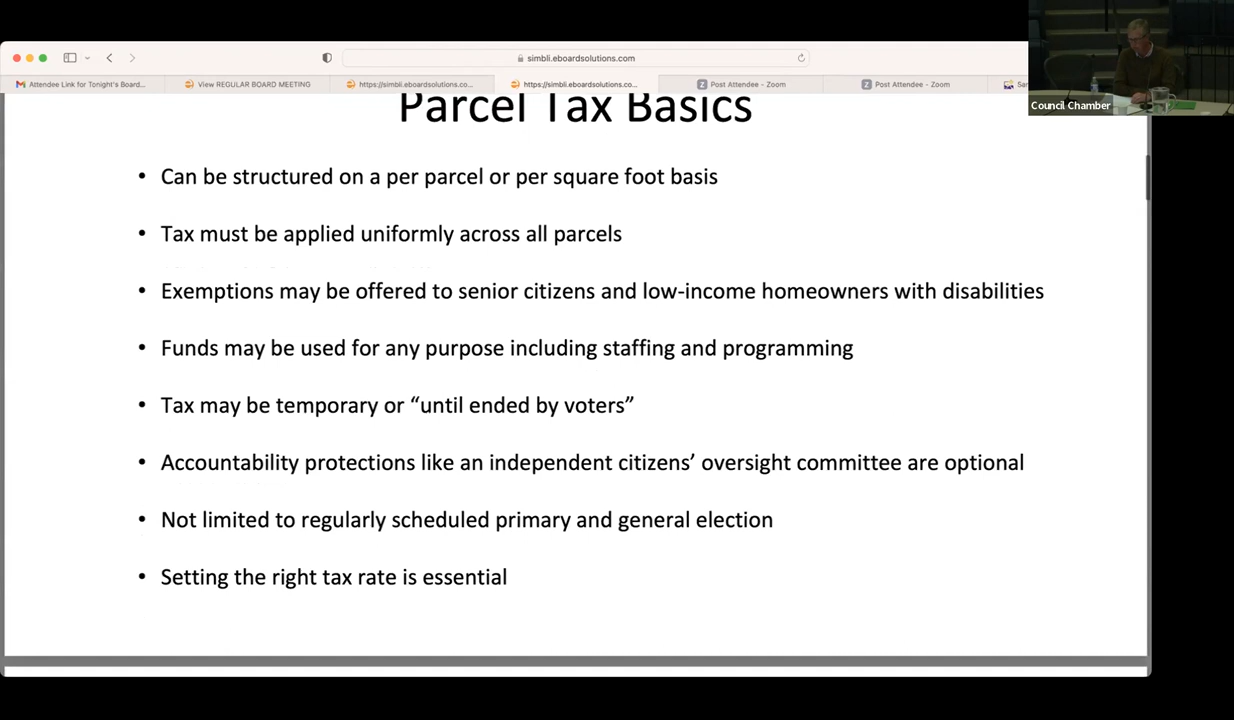 simbli.eboardsolutions.com
Attendee Link for Tonight's Board...
View REGULAR BOARD MEETING
https://simbli.eboardsolutions.co...
https://simbli.eboardsolutions.co...
Post Attendee - Zoom
Post Attendee - Zoom
Council Chamber
Parcel Tax Basics
• Can be structured on a per parcel or per square foot basis
• Tax must be applied uniformly across all parcels
• Exemptions may be offered to senior citizens and low-income homeowners with disabilities
• Funds may be used for any purpose including staffing and programming
• Tax may be temporary or “until ended by voters”
• Accountability protections like an independent citizens’ oversight committee are optional
• Not limited to regularly scheduled primary and general election
• Setting the right tax rate is essential